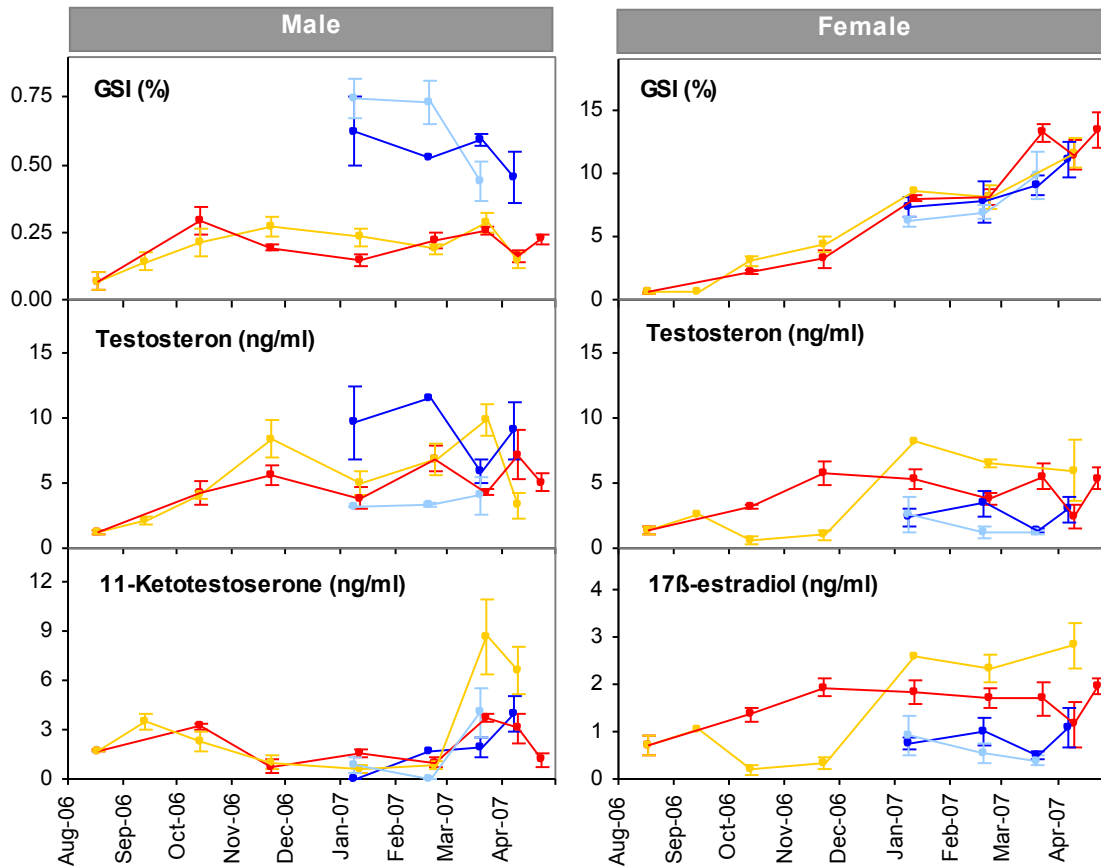 Male
Female
GSI (%)
0.75
0.50
0.25
0.00
GSI (%)
15
10
5
0
Testosteron (ng/ml)
15
10
5
0
Testosteron (ng/ml)
15
10
5
0
11-Ketotestoserone (ng/ml)
12
9
6
3
0
17ß-estradiol (ng/ml)
4
3
2
1
0
Aug-06
Sep-06
Oct-06
Nov-06
Dec-06
Jan-07
Feb-07
Mar-07
Apr-07
Aug-06
Sep-06
Oct-06
Nov-06
Dec-06
Jan-07
Feb-07
Mar-07
Apr-07